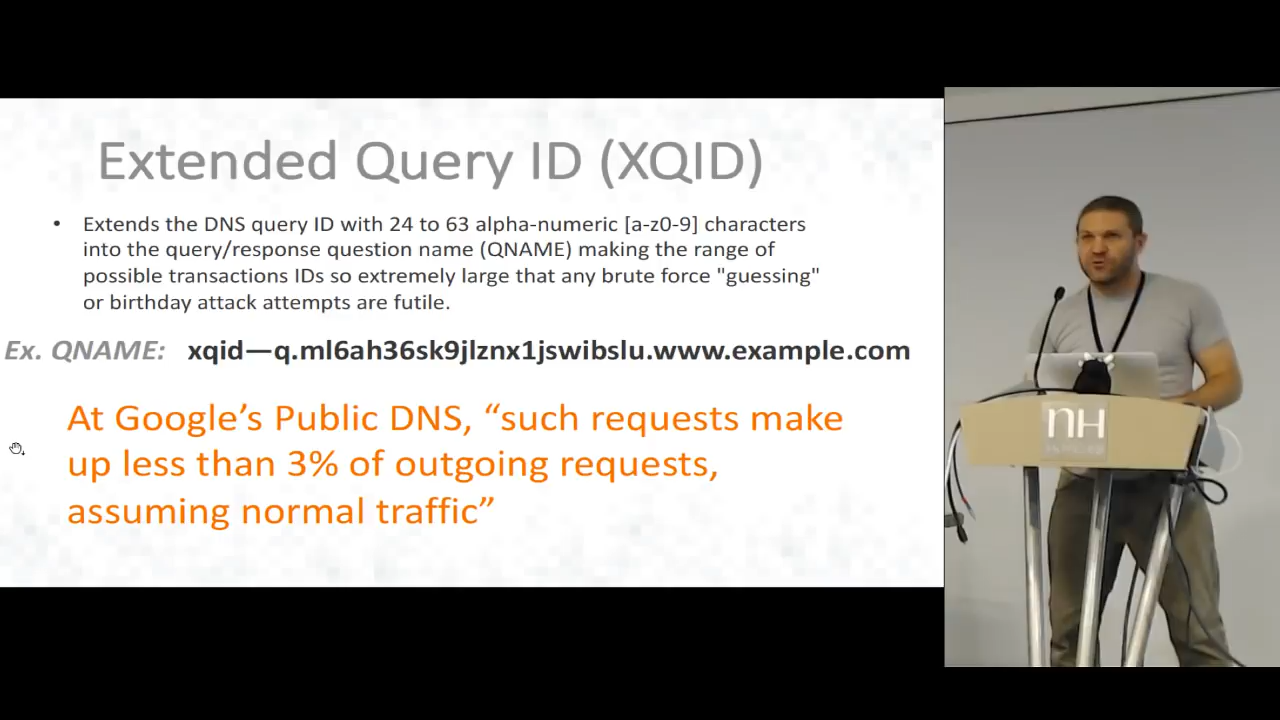 Extended Query ID (XQID)
• Extends the DNS query ID with 24 to 63 alpha-numeric [a-z0-9] characters
into the query/response question name (QNAME) making the range of
possible transactions IDs so extremely large that any brute force "guessing"
or birthday attack attempts are futile.
Ex. QNAME: xqid—q.ml6ah36sk9jlznx1jswibslu.www.example.com
At Google’s Public DNS, “such requests make
up less than 3% of outgoing requests,
assuming normal traffic”
nH